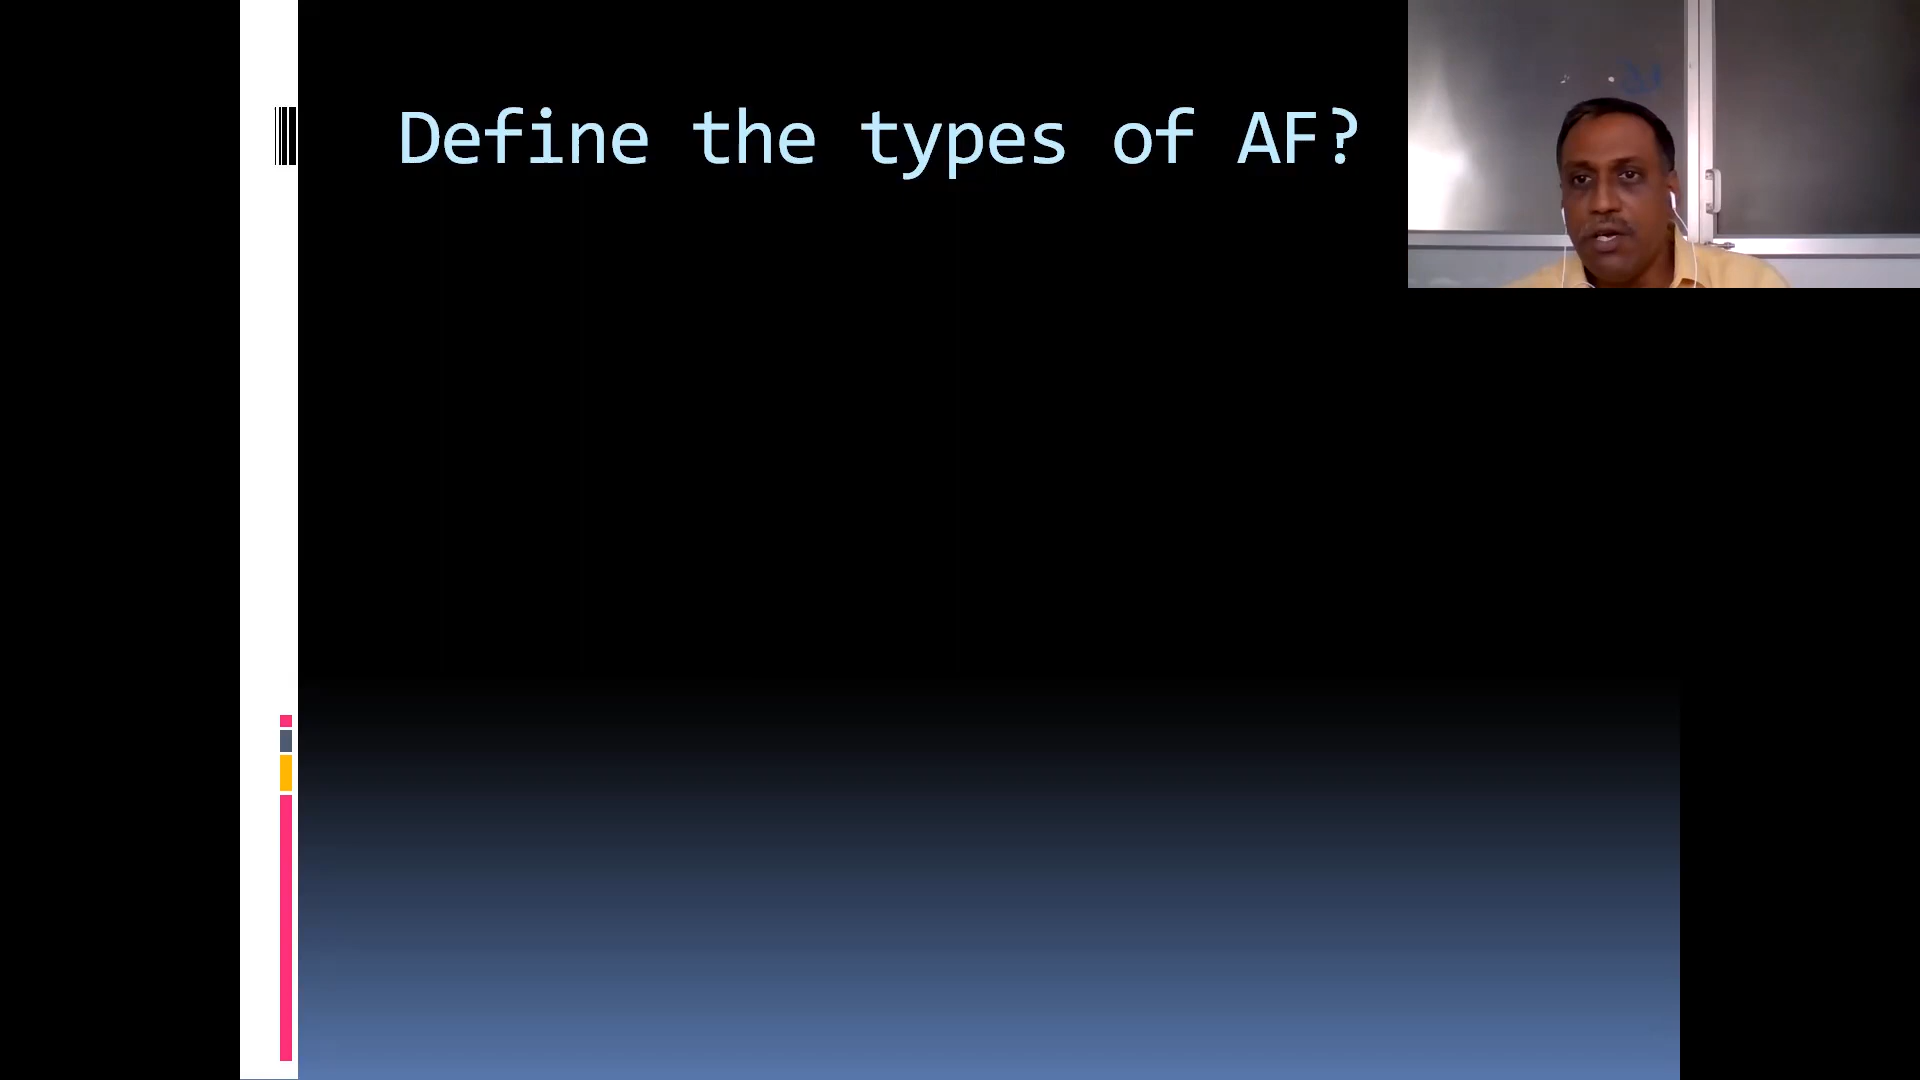 Define the types of AF?